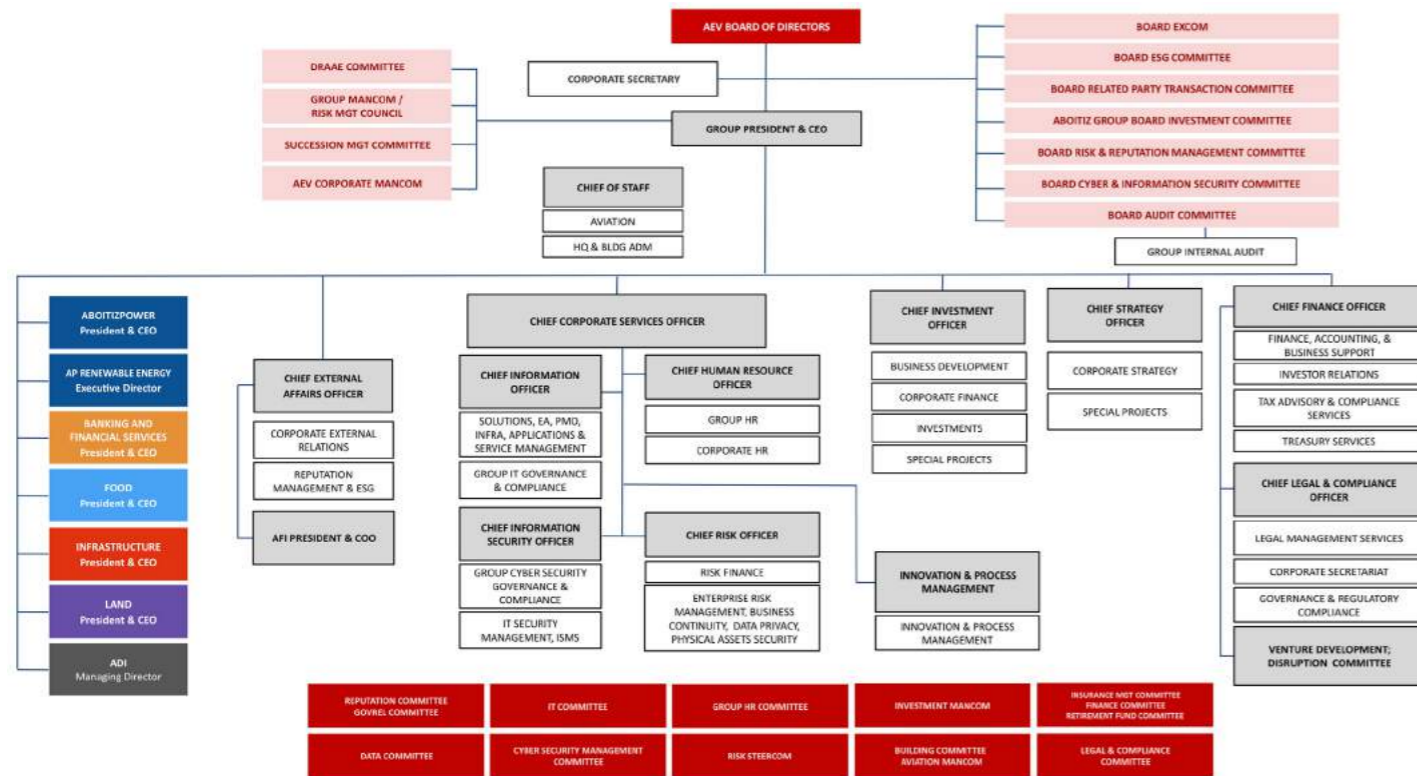 AEV BOARD OF DIRECTORS
CORPORATE SECRETARY
GROUP PRESIDENT & CEO
DRAAE COMMITTEE
GROUP MANCOM /
RISK MGT COUNCIL
SUCCESSION MGT COMMITTEE
AEV CORPORATE MANCOM
BOARD EXCOM
BOARD ESG COMMITTEE
BOARD RELATED PARTY TRANSACTION COMMITTEE
ABOITIZ GROUP BOARD INVESTMENT COMMITTEE
BOARD RISK & REPUTATION MANAGEMENT COMMITTEE
BOARD CYBER & INFORMATION SECURITY COMMITTEE
BOARD AUDIT COMMITTEE
GROUP INTERNAL AUDIT
CHIEF OF STAFF
AVIATION
HQ & BLDG ADM
ABOITIZPOWER
President & CEO
AP RENEWABLE ENERGY
Executive Director
BANKING AND
FINANCIAL SERVICES
President & CEO
FOOD
President & CEO
INFRASTRUCTURE
President & CEO
LAND
President & CEO
ADI
Managing Director
CHIEF EXTERNAL
AFFAIRS OFFICER
CORPORATE EXTERNAL
RELATIONS
REPUTATION
MANAGEMENT & ESG
AFI PRESIDENT & COO
CHIEF CORPORATE SERVICES OFFICER
CHIEF INFORMATION
OFFICER
SOLUTIONS, EA, PMO,
INFRA, APPLICATIONS &
SERVICE MANAGEMENT
GROUP IT GOVERNANCE
& COMPLIANCE
CHIEF INFORMATION
SECURITY OFFICER
GROUP CYBER SECURITY
GOVERNANCE &
COMPLIANCE
IT SECURITY
MANAGEMENT, ISMS
CHIEF HUMAN RESOURCE
OFFICER
GROUP HR
CORPORATE HR
CHIEF RISK OFFICER
RISK FINANCE
ENTERPRISE RISK
MANAGEMENT, BUSINESS
CONTINUITY, DATA PRIVACY,
PHYSICAL ASSETS SECURITY
INNOVATION & PROCESS
MANAGEMENT
INNOVATION & PROCESS
MANAGEMENT
CHIEF INVESTMENT
OFFICER
BUSINESS DEVELOPMENT
CORPORATE FINANCE
INVESTMENTS
SPECIAL PROJECTS
CHIEF STRATEGY
OFFICER
CORPORATE STRATEGY
SPECIAL PROJECTS
CHIEF FINANCE OFFICER
FINANCE, ACCOUNTING, &
BUSINESS SUPPORT
INVESTOR RELATIONS
TAX ADVISORY & COMPLIANCE
SERVICES
TREASURY SERVICES
CHIEF LEGAL & COMPLIANCE
OFFICER
LEGAL MANAGEMENT SERVICES
CORPORATE SECRETARIAT
GOVERNANCE & REGULATORY
COMPLIANCE
VENTURE DEVELOPMENT;
DISRUPTION COMMITTEE
REPUTATION COMMITTEE
GOVREL COMMITTEE
IT COMMITTEE
GROUP HR COMMITTEE
INVESTMENT MANCOM
INSURANCE MGT COMMITTEE
FINANCE COMMITTEE
RETIREMENT FUND COMMITTEE
DATA COMMITTEE
CYBER SECURITY MANAGEMENT
COMMITTEE
RISK STEERCOM
BUILDING COMMITTEE
AVIATION MANCOM
LEGAL & COMPLIANCE
COMMITTEE